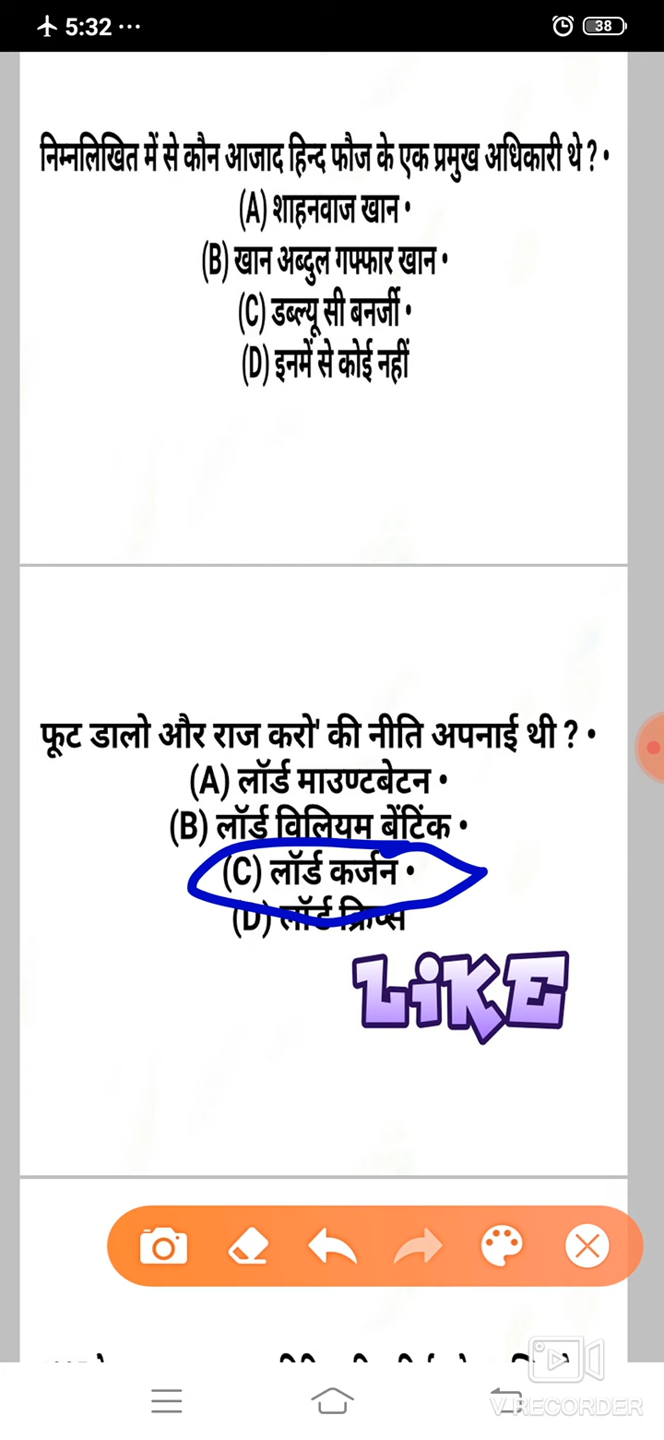 5:32 ...
38
निम्नलिखित में से कौन आजाद हिन्द फौज के एक प्रमुख अधिकारी थे ? •
(A) शाहनवाज खान •
(B) खान अब्दुल गफ्फार खान •
(C) डब्ल्यू सी बनर्जी •
(D) इनमें से कोई नहीं
फूट डालो और राज करो' की नीति अपनाई थी ? •
(A) लॉर्ड माउण्टबेटन •
(B) लॉर्ड विलियम बेंटिंक •
(C) लॉर्ड कर्जन •
(D) लॉर्ड क्रिप्स
LIKE
V RECORDER